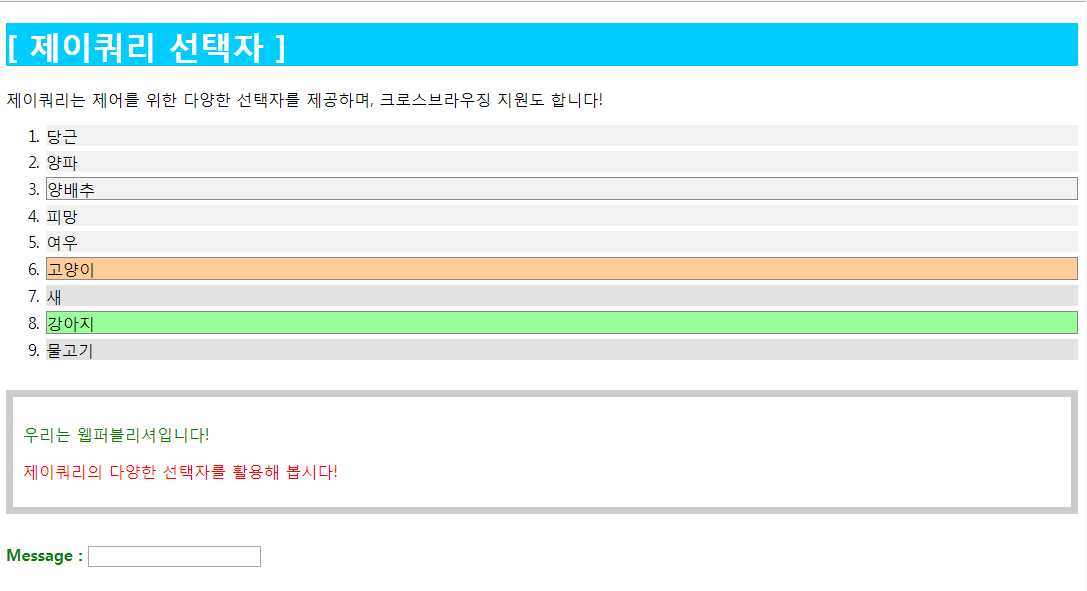 [ 제이쿼리 선택자 ]
제이쿼리는 제어를 위한 다양한 선택자를 제공하며, 크로스브라우징 지원도 합니다!
1. 당근
2. 양파
3. 양배추
4. 피망
5. 여우
6. 고양이
7. 새
8. 강아지
9. 물고기
우리는 웹퍼블리셔입니다!
제이쿼리의 다양한 선택자를 활용해 봅시다!
Message :